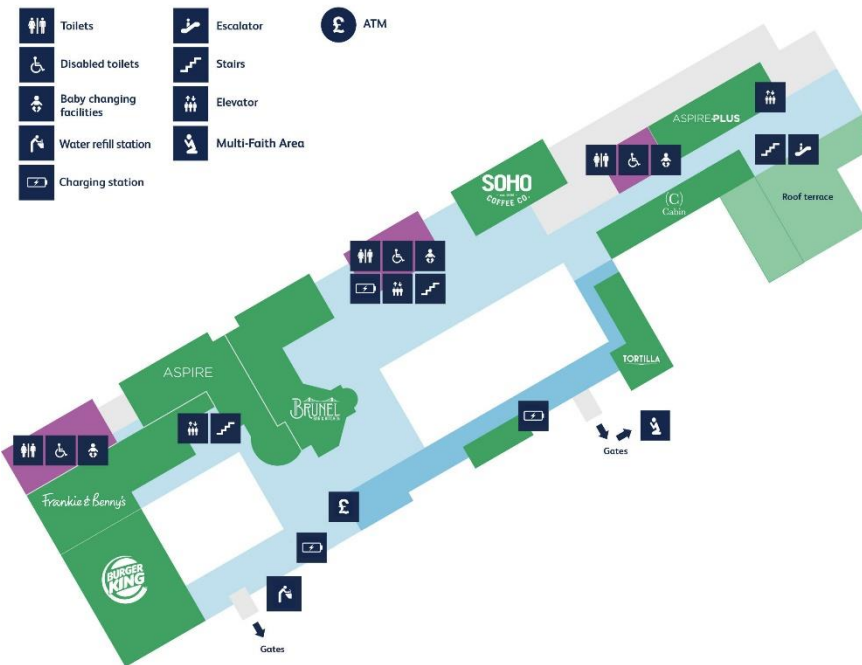 Toilets
Escalator
£
ATM
Disabled toilets
Stairs
Baby changing
facilities
Elevator
Water refill station
Multi-Faith Area
Charging station
ASPIRE PLUS
SOHO
COFFEE CO.
(C)
Cabin
Roof terrace
ASPIRE
BRUNEL
TORTILLA
Gates
Frankie & Benny's
£
BURGER
KING
Gates